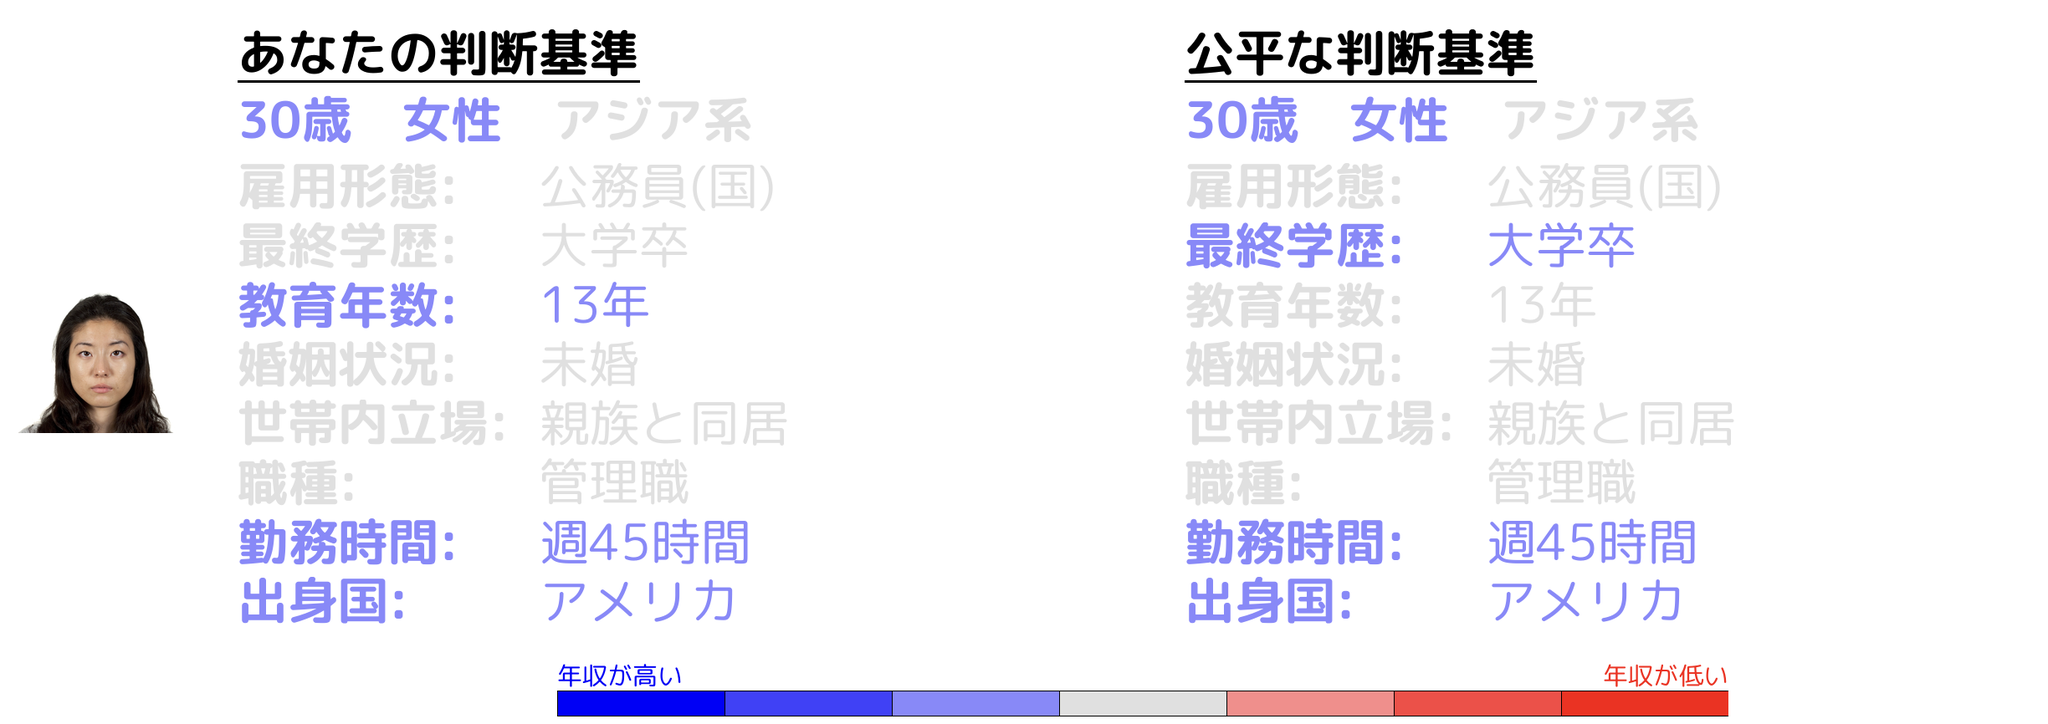 あなたの判断基準
30歳　女性　アジア系
雇用形態: 公務員(国)
最終学歴: 大学卒
教育年数: 13年
婚姻状況: 未婚
世帯内立場: 親族と同居
職種: 管理職
勤務時間: 週45時間
出身国: アメリカ
公平な判断基準
30歳　女性　アジア系
雇用形態: 公務員(国)
最終学歴: 大学卒
教育年数: 13年
婚姻状況: 未婚
世帯内立場: 親族と同居
職種: 管理職
勤務時間: 週45時間
出身国: アメリカ
年収が高い
年収が低い